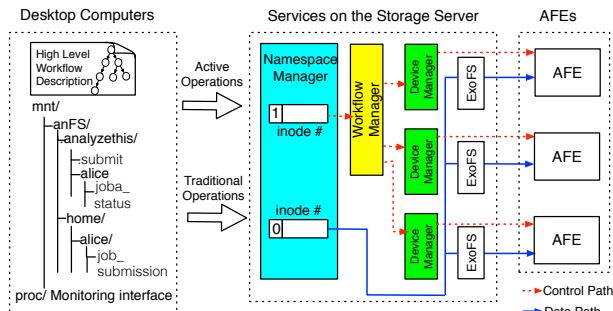 Desktop Computers
Services on the Storage Server
AFEs
High Level
Workflow
Description
mnt/
anFS/
analyzethis/
submit
alice
joba_
status
home/
alice/
job_
submission
proc/ Monitoring interface
Active
Operations
Traditional
Operations
Namespace
Manager
1
inode #
inode #
0
Workflow
Manager
Device
Manager
ExoFS
AFE
Device
Manager
ExoFS
AFE
Device
Manager
ExoFS
AFE
Control Path
Data Path